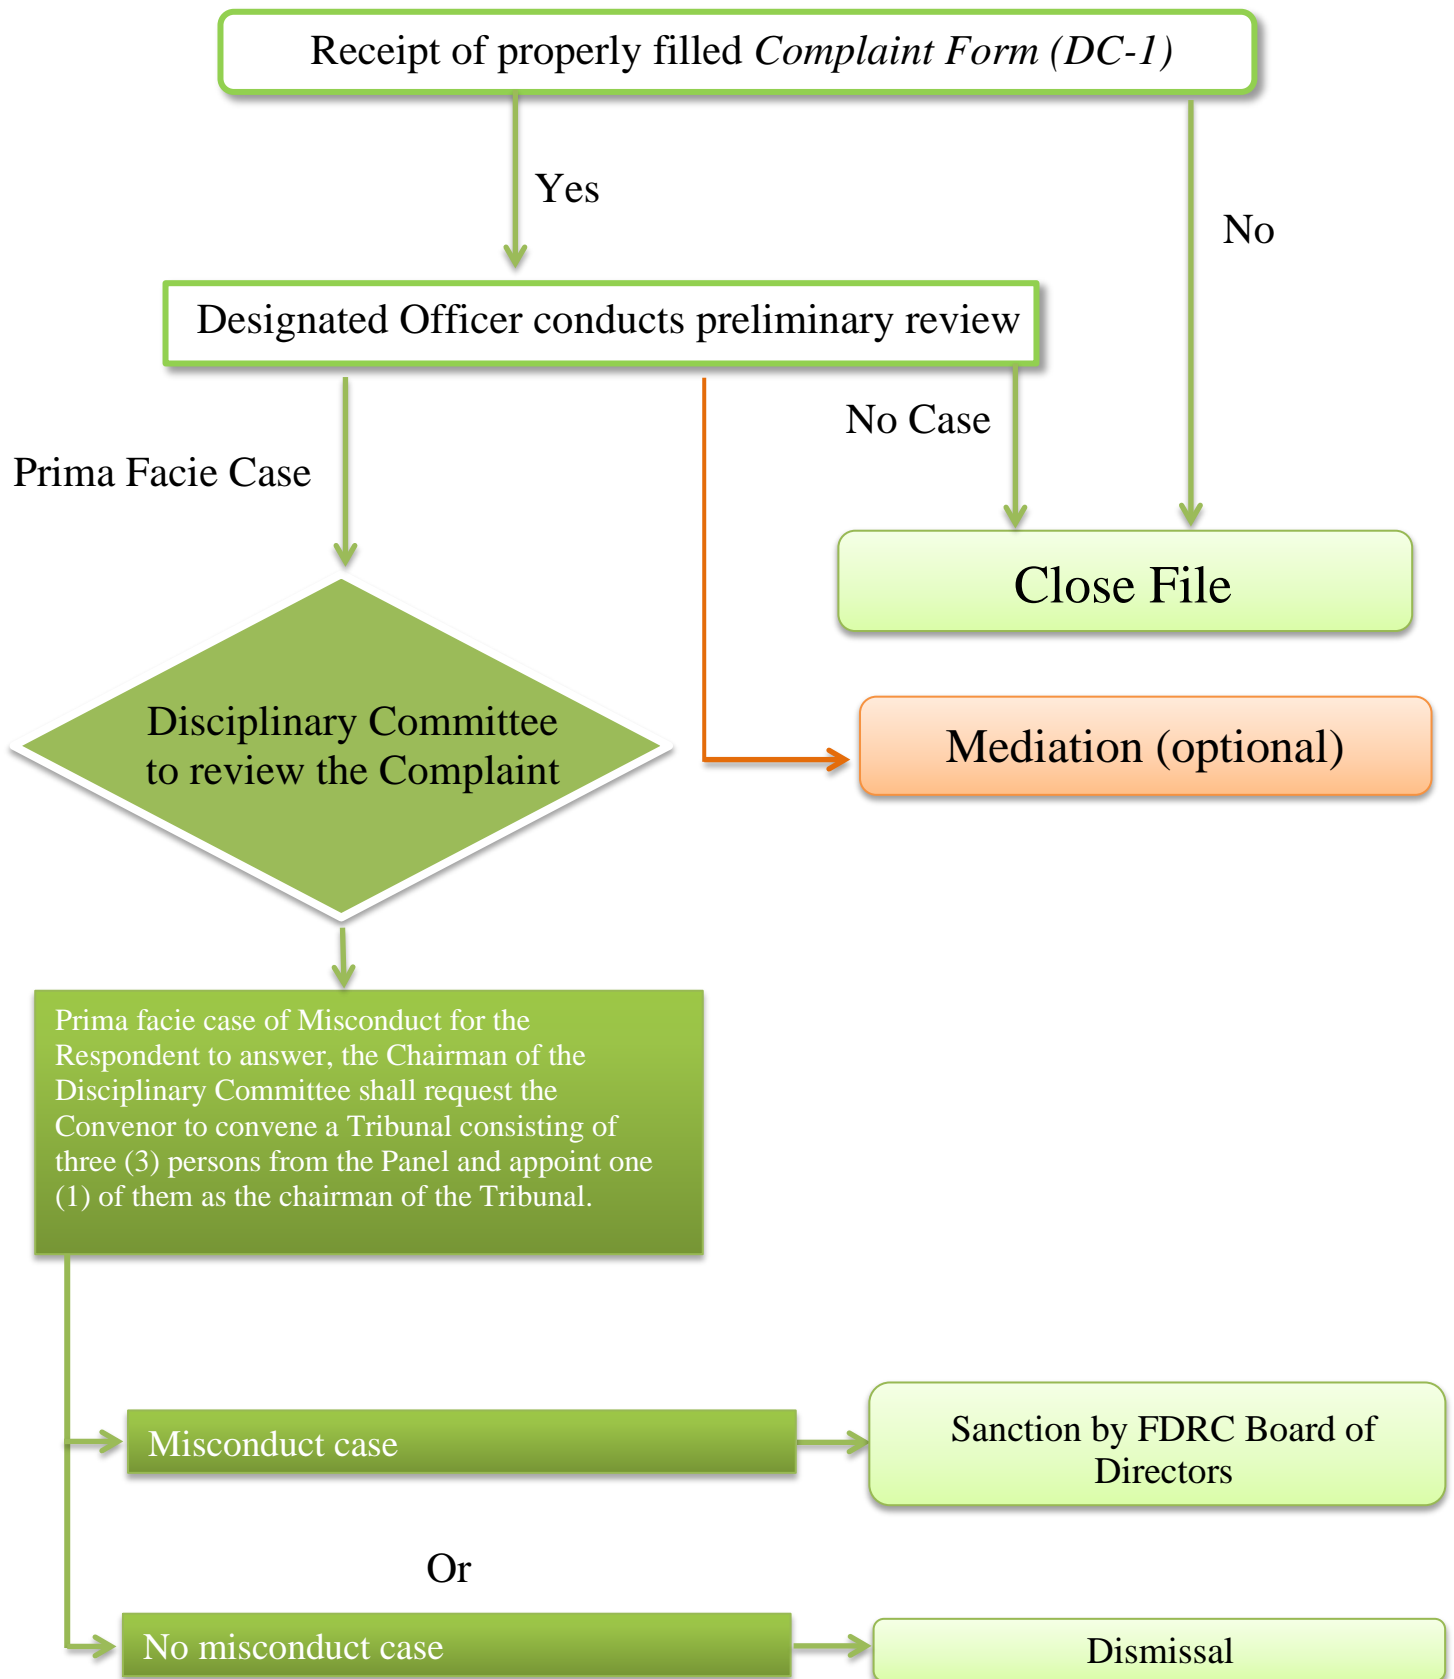 Receipt of properly filled Complaint Form (DC-1)
Yes
No
Designated Officer conducts preliminary review
No Case
Prima Facie Case
Close File
Disciplinary Committee
to review the Complaint
Mediation (optional)
Prima facie case of Misconduct for the
Respondent to answer, the Chairman of the
Disciplinary Committee shall request the
Convenor to convene a Tribunal consisting of
three (3) persons from the Panel and appoint one
(1) of them as the chairman of the Tribunal.
Misconduct case
Sanction by FDRC Board of
Directors
Or
No misconduct case
Dismissal